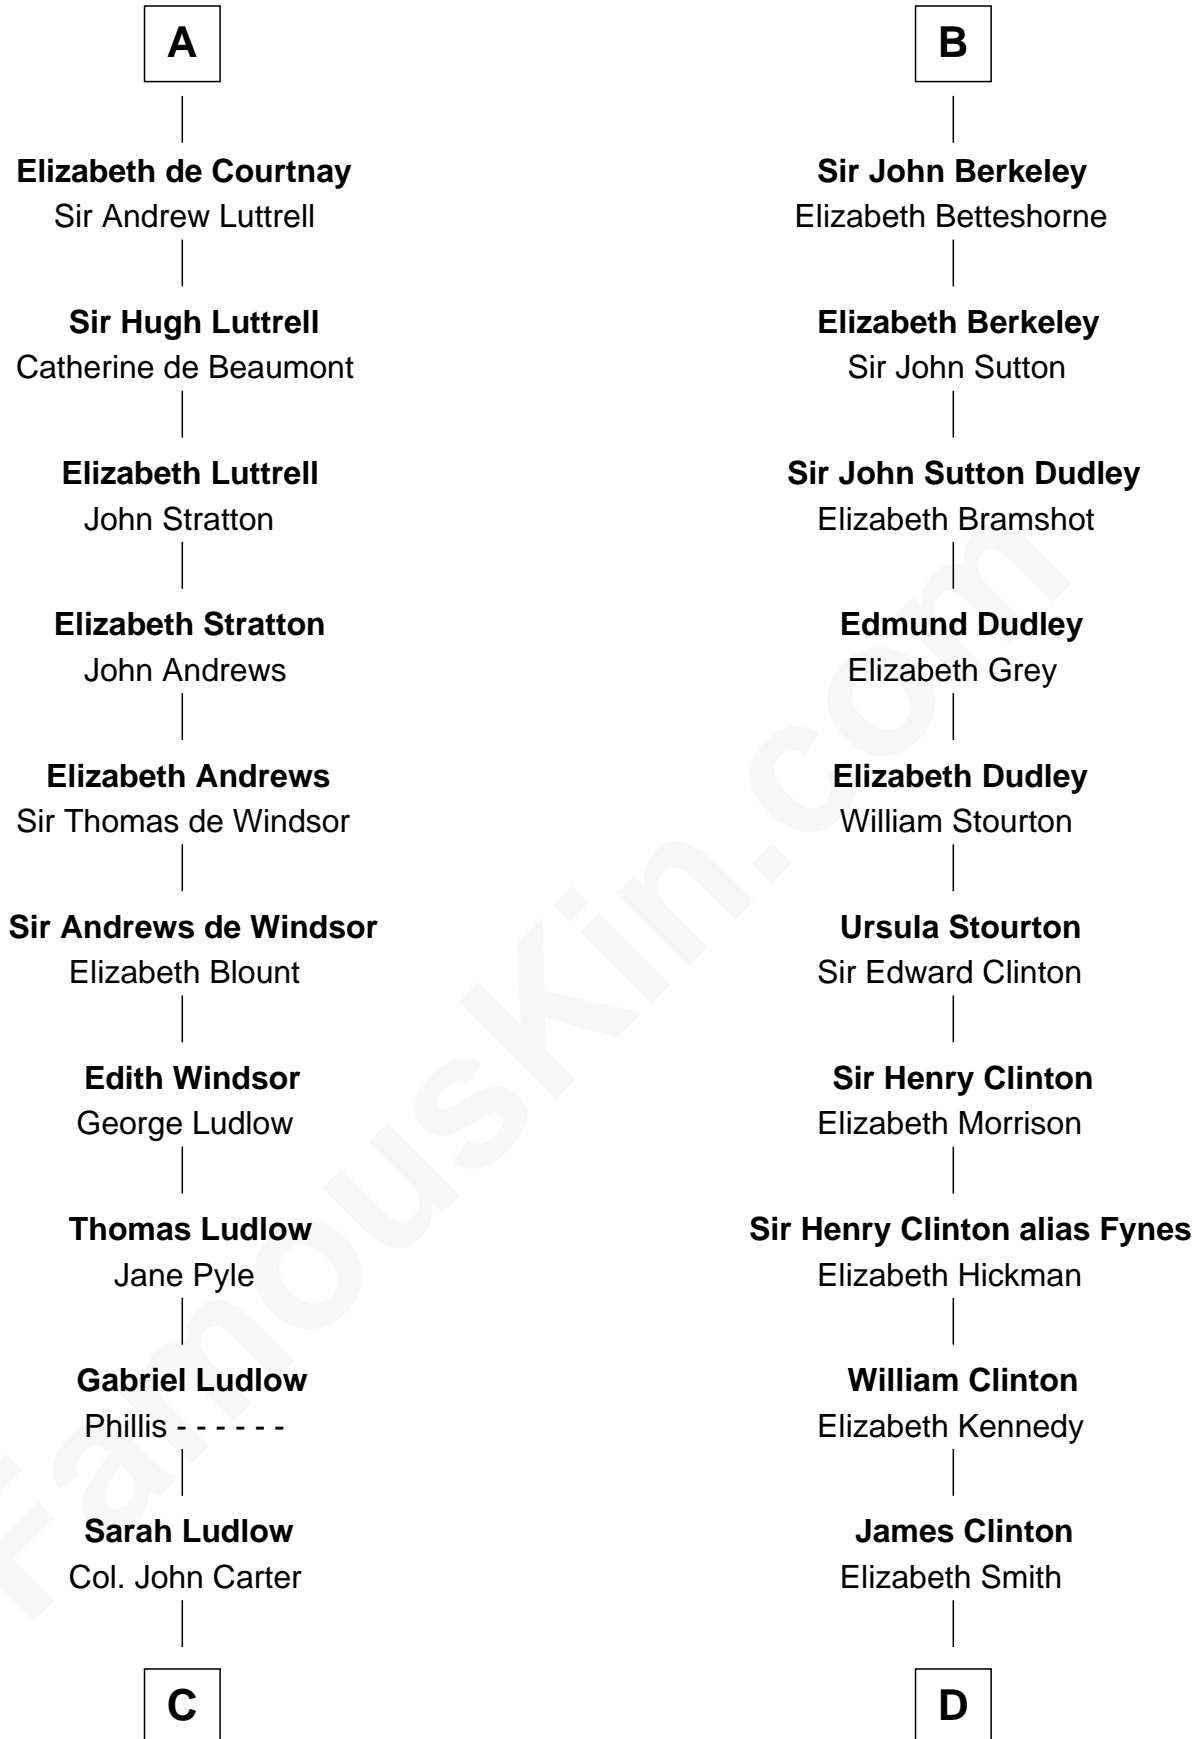 A
Elizabeth de Courtnay
Sir Andrew Luttrell
Sir Hugh Luttrell
Catherine de Beaumont
Elizabeth Luttrell
John Stratton
Elizabeth Stratton
John Andrews
Elizabeth Andrews
Sir Thomas de Windsor
Sir Andrews de Windsor
Elizabeth Blount
Edith Windsor
George Ludlow
Thomas Ludlow
Jane Pyle
Gabriel Ludlow
Phillis - - - - - -
Sarah Ludlow
Col. John Carter
C
B
Sir John Berkeley
Elizabeth Betteshorne
Elizabeth Berkeley
Sir John Sutton
Sir John Sutton Dudley
Elizabeth Bramshot
Edmund Dudley
Elizabeth Grey
Elizabeth Dudley
William Stourton
Ursula Stourton
Sir Edward Clinton
Sir Henry Clinton
Elizabeth Morrison
Sir Henry Clinton alias Fynes
Elizabeth Hickman
William Clinton
Elizabeth Kennedy
James Clinton
Elizabeth Smith
D
FamousKin.com